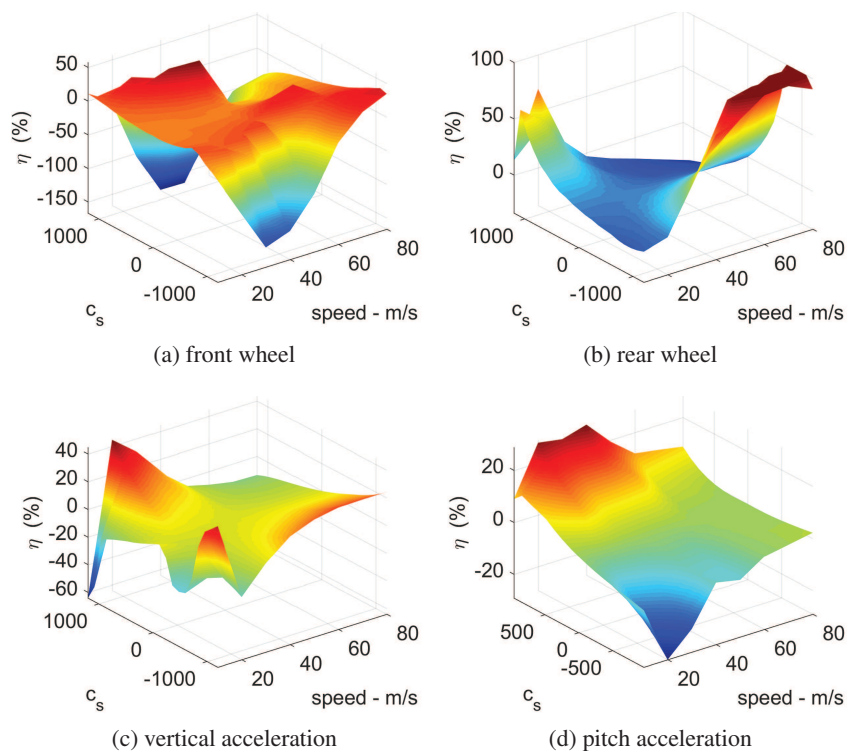 50
0
-50
-100
-150
η (%)
1000
0
-1000
c_s
20
40
60
80
speed - m/s
(a) front wheel
100
50
0
η (%)
1000
0
-1000
c_s
20
40
60
80
speed - m/s
(b) rear wheel
40
20
0
-20
-40
-60
η (%)
1000
0
-1000
c_s
20
40
60
80
speed - m/s
(c) vertical acceleration
20
0
-20
η (%)
500
0
-500
c_s
20
40
60
80
speed - m/s
(d) pitch acceleration